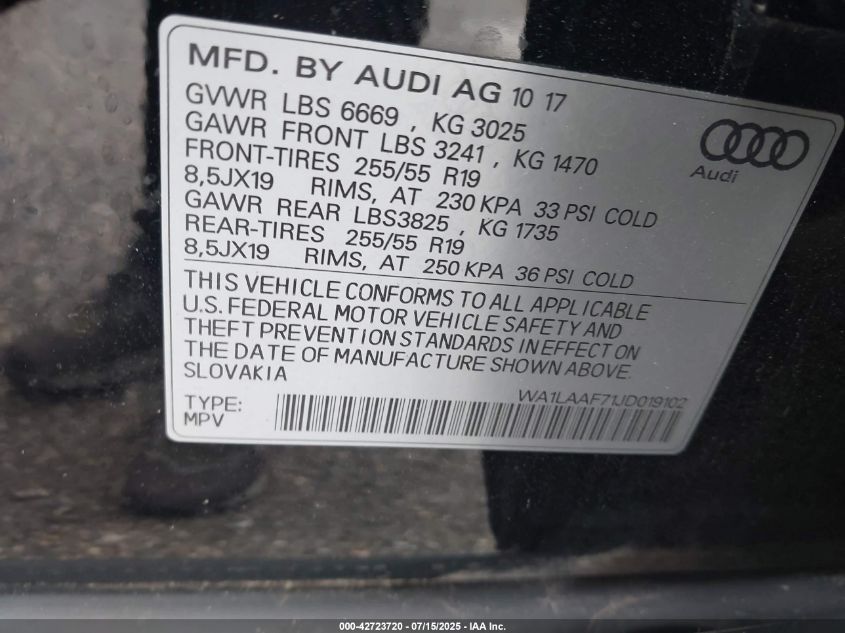 MFD. BY AUDI AG 10 17
GVWR LBS 6669 , KG 3025
GAWR FRONT LBS 3241 , KG 1470
FRONT-TIRES 255/55 R19
8,5JX19 RIMS, AT 230 KPA 33 PSI COLD
GAWR REAR LBS3825 , KG 1735
REAR-TIRES 255/55 R19
8,5JX19 RIMS, AT 250 KPA 36 PSI COLD
Audi
THIS VEHICLE CONFORMS TO ALL APPLICABLE
U.S. FEDERAL MOTOR VEHICLE SAFETY AND
THEFT PREVENTION STANDARDS IN EFFECT ON
THE DATE OF MANUFACTURE SHOWN ABOVE.
SLOVAKIA
WA1LAAF71JD019102
TYPE:
MPV
000-42723720 - 07/15/2025 - IAA Inc.